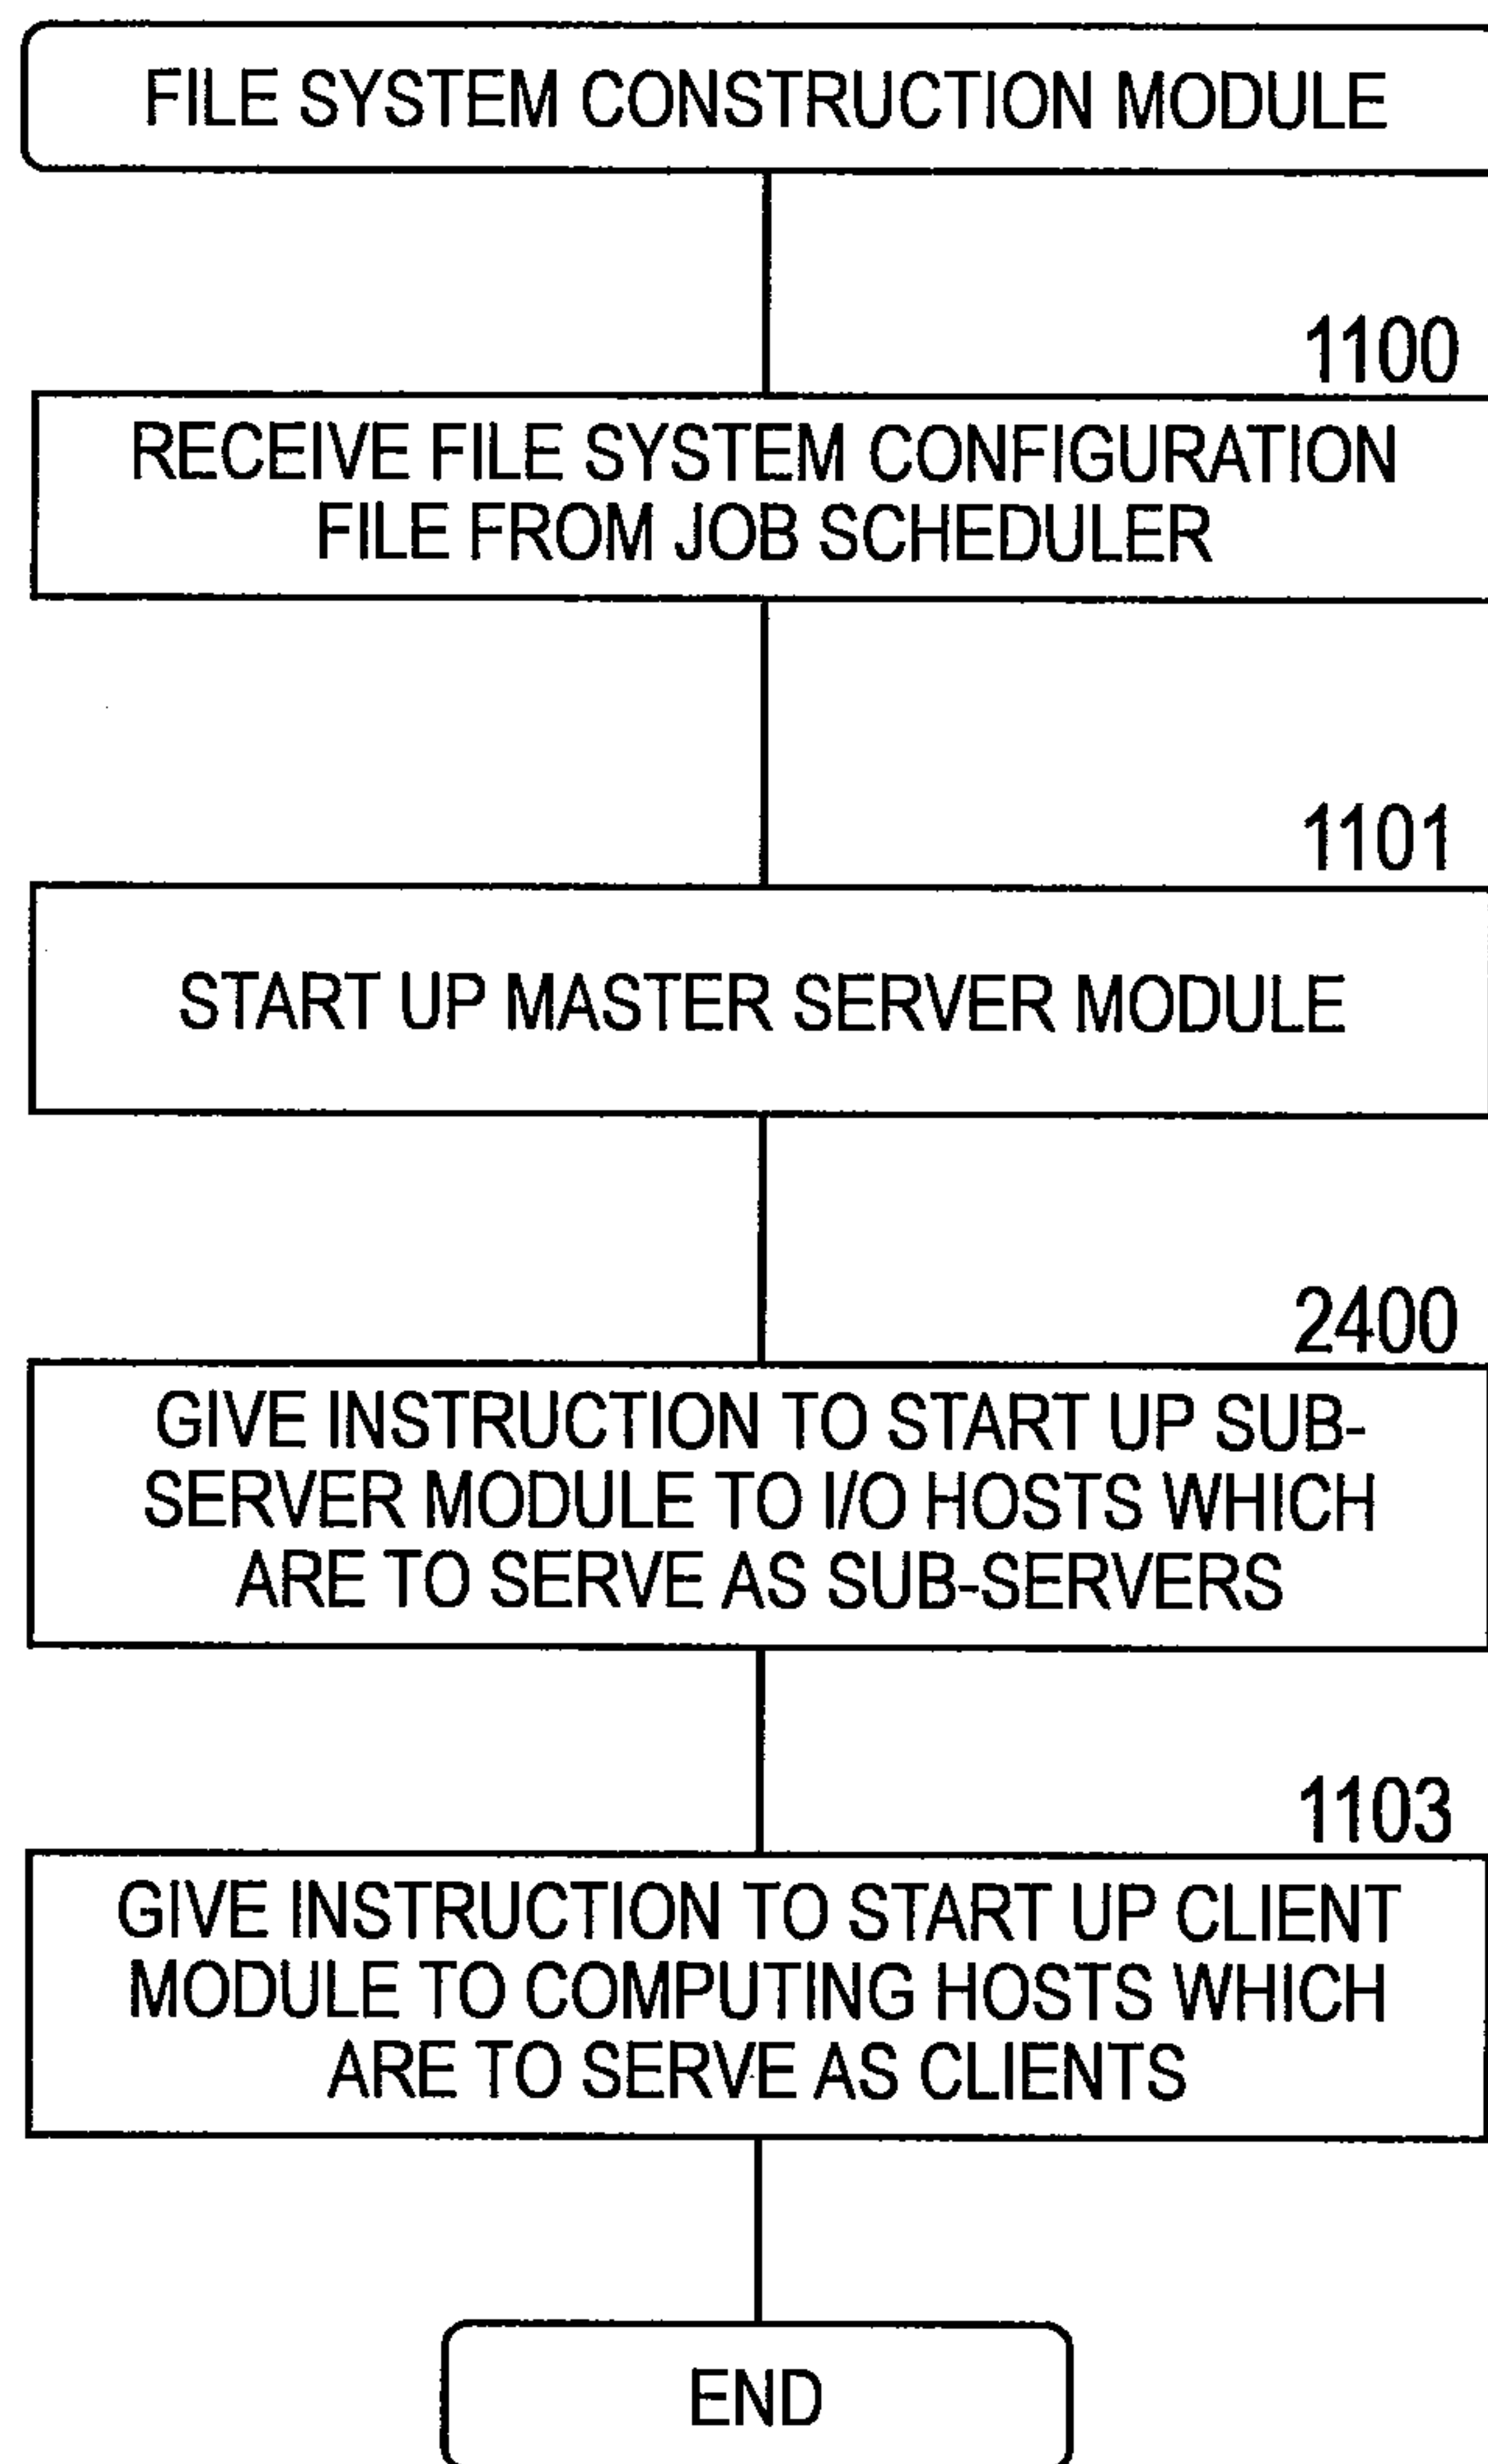 FILE SYSTEM CONSTRUCTION MODULE
1100
RECEIVE FILE SYSTEM CONFIGURATION
FILE FROM JOB SCHEDULER
1101
START UP MASTER SERVER MODULE
2400
GIVE INSTRUCTION TO START UP SUB-
SERVER MODULE TO I/O HOSTS WHICH
ARE TO SERVE AS SUB-SERVERS
1103
GIVE INSTRUCTION TO START UP CLIENT
MODULE TO COMPUTING HOSTS WHICH
ARE TO SERVE AS CLIENTS
END